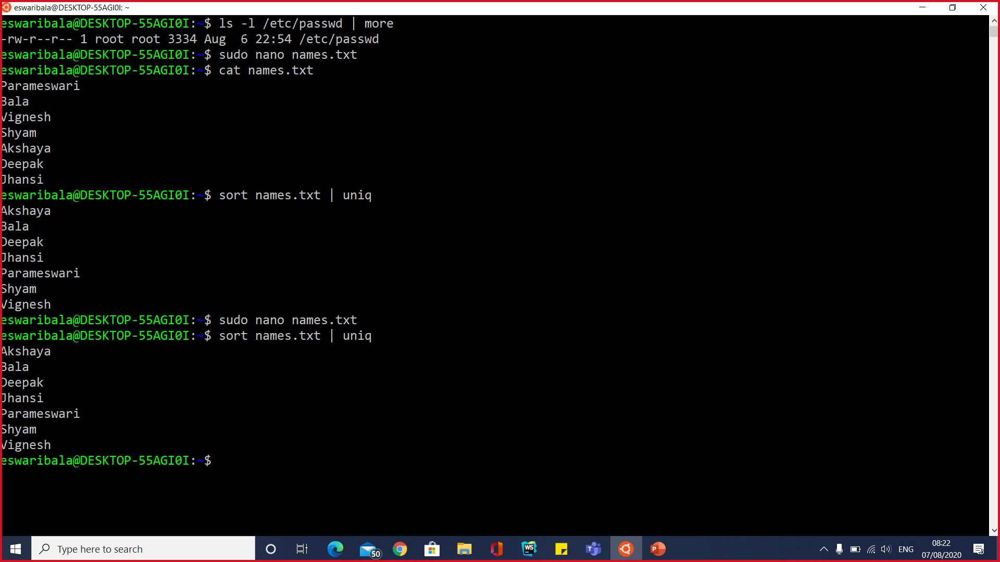 eswaribala@DESKTOP-55AGI0I: ~
eswaribala@DESKTOP-55AGI0I:~$ ls -l /etc/passwd | more
-rw-r--r-- 1 root root 3334 Aug  6 22:54 /etc/passwd
eswaribala@DESKTOP-55AGI0I:~$ sudo nano names.txt
eswaribala@DESKTOP-55AGI0I:~$ cat names.txt
Parameswari
Bala
Vignesh
Shyam
Akshaya
Deepak
Jhansi
eswaribala@DESKTOP-55AGI0I:~$ sort names.txt | uniq
Akshaya
Bala
Deepak
Jhansi
Parameswari
Shyam
Vignesh
eswaribala@DESKTOP-55AGI0I:~$ sudo nano names.txt
eswaribala@DESKTOP-55AGI0I:~$ sort names.txt | uniq
Akshaya
Bala
Deepak
Jhansi
Parameswari
Shyam
Vignesh
eswaribala@DESKTOP-55AGI0I:~$
Type here to search
50
WS
T
P
ENG
08:22
07/08/2020